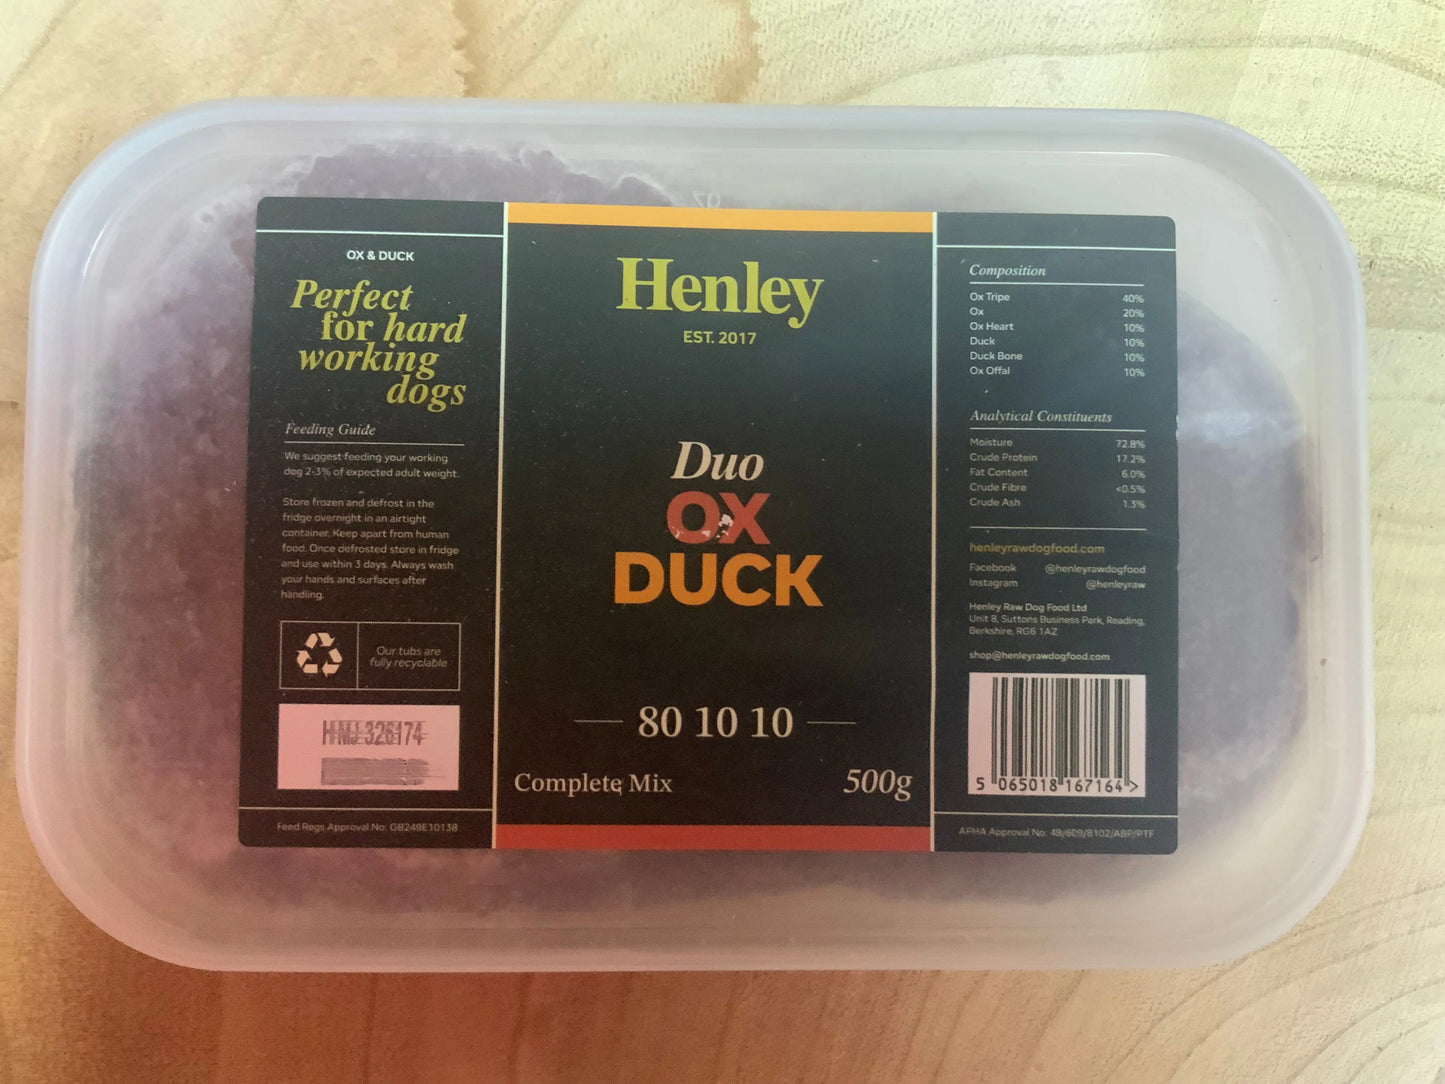 OX & DUCK
Perfect
for hard
working
dogs
Feeding Guide
We suggest feeding your working
dog 2-3% of expected adult weight.
Store frozen and defrost in the
fridge overnight in an airtight
container. Keep apart from human
food. Once defrosted store in fridge
and use within 3 days. Always wash
your hands and surfaces after
handling.
Our tubs are
fully recyclable
HMJ 326174
Feed Regs Approval No: GB249E10138
Henley
EST. 2017
Duo
OX
DUCK
80 10 10
Complete Mix
500g
Composition
Ox Tripe 40%
Ox 20%
Ox Heart 10%
Duck 10%
Duck Bone 10%
Ox Offal 10%
Analytical Constituents
Moisture 72.8%
Crude Protein 17.2%
Fat Content 6.0%
Crude Fibre <0.5%
Crude Ash 1.3%
henleyrawdogfood.com
Facebook @henleyrawdogfood
Instagram @henleyraw
Henley Raw Dog Food Ltd
Unit 8, Suttons Business Park, Reading,
Berkshire, RG6 1AZ
shop@henleyrawdogfood.com
5 065018 167164 >
APHA Approval No: 48/609/8102/ABP/PTF